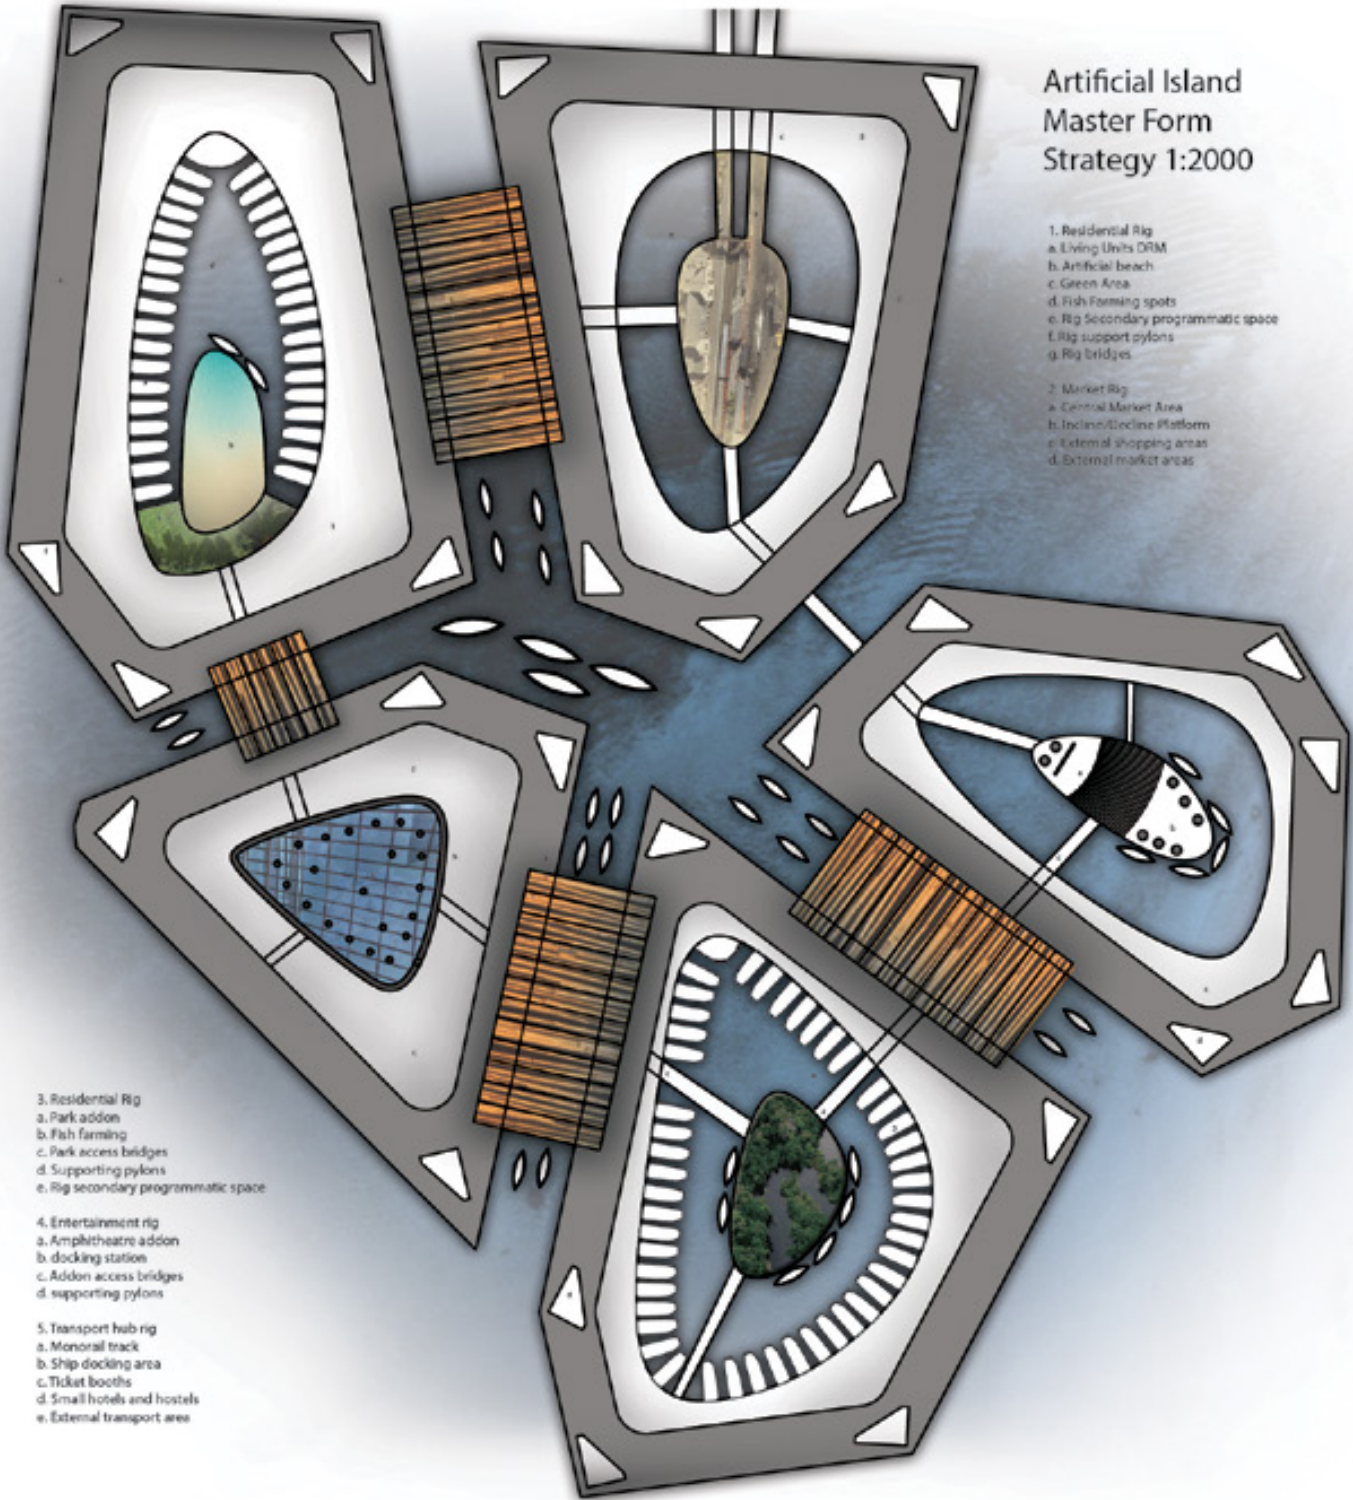 Artificial Island
Master Form
Strategy 1:2000
1. Residential Rig
a. Living Units DRM
b. Artificial beach
c. Green Area
d. Fish Farming spots
e. Rig Secondary programmatic space
f. Rig support pylons
g. Rig bridges
2. Market Rig
a. Central Market Area
b. Incline/Decline Platform
c. External shopping areas
d. External market areas
3. Residential Rig
a. Park addon
b. Fish farming
c. Park access bridges
d. Supporting pylons
e. Rig secondary programmatic space
4. Entertainment rig
a. Amphitheatre addon
b. docking station
c. Addon access bridges
d. supporting pylons
5. Transport hub rig
a. Monorail track
b. Ship docking area
c. Ticket booths
d. Small hotels and hostels
e. External transport area